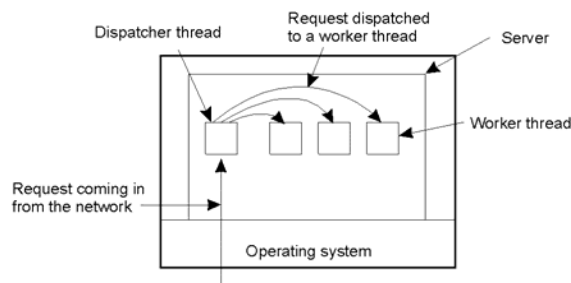 Request dispatched
to a worker thread
Dispatcher thread
Server
Worker thread
Request coming in
from the network
Operating system